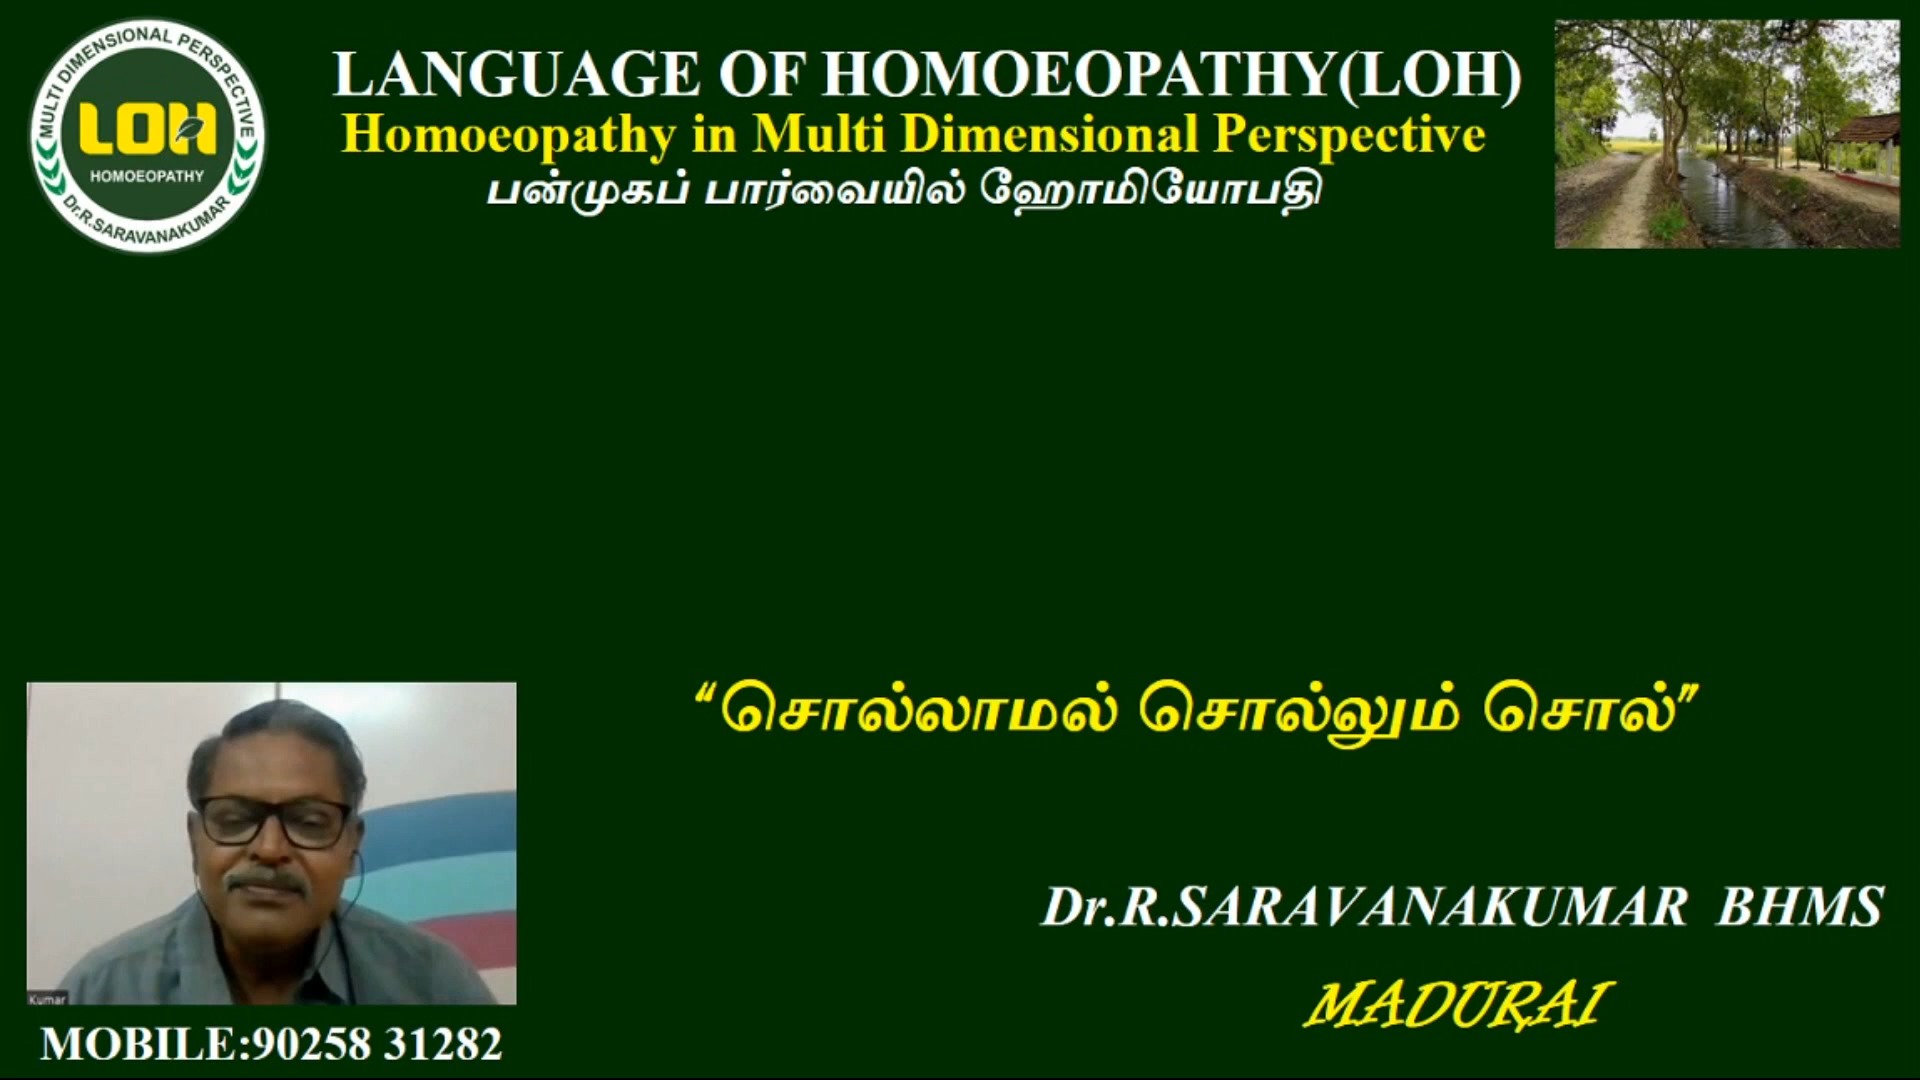 MULTI DIMENSIONAL PERSPECTIVE
LOH
HOMOEOPATHY
Dr.R.SARAVANAKUMAR
LANGUAGE OF HOMOEOPATHY(LOH)
Homoeopathy in Multi Dimensional Perspective
பன்முகப் பார்வையில் ஹோமியோபதி
“சொல்லாமல் சொல்லும் சொல்”
Dr.R.SARAVANAKUMAR BHMS
MADURAI
Kumar
MOBILE:90258 31282